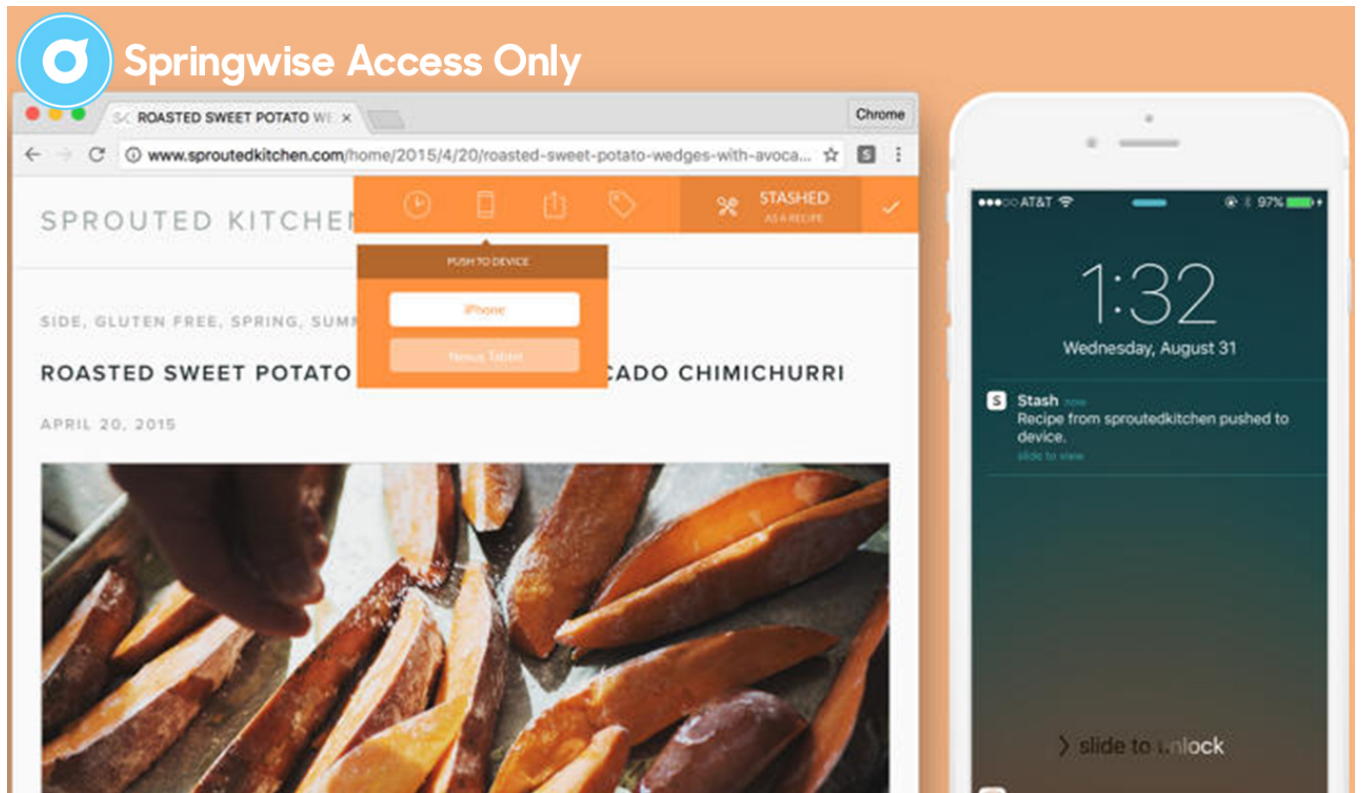 Springwise Access Only
ROASTED SWEET POTATO WE
Chrome
www.sproutedkitchen.com/home/2015/4/20/roasted-sweet-potato-wedges-with-avoca...
S
STASHED
AS A RECIPE
SPROUTED KITCHEN
PUSH TO DEVICE
iPhone
Nexus Tablet
SIDE, GLUTEN FREE, SPRING, SUMM
ROASTED SWEET POTATO CADO CHIMICHURRI
APRIL 20, 2015
AT&T 97%
1:32
Wednesday, August 31
S Stash now
Recipe from sproutedkitchen pushed to
device.
slide to view
slide to unlock